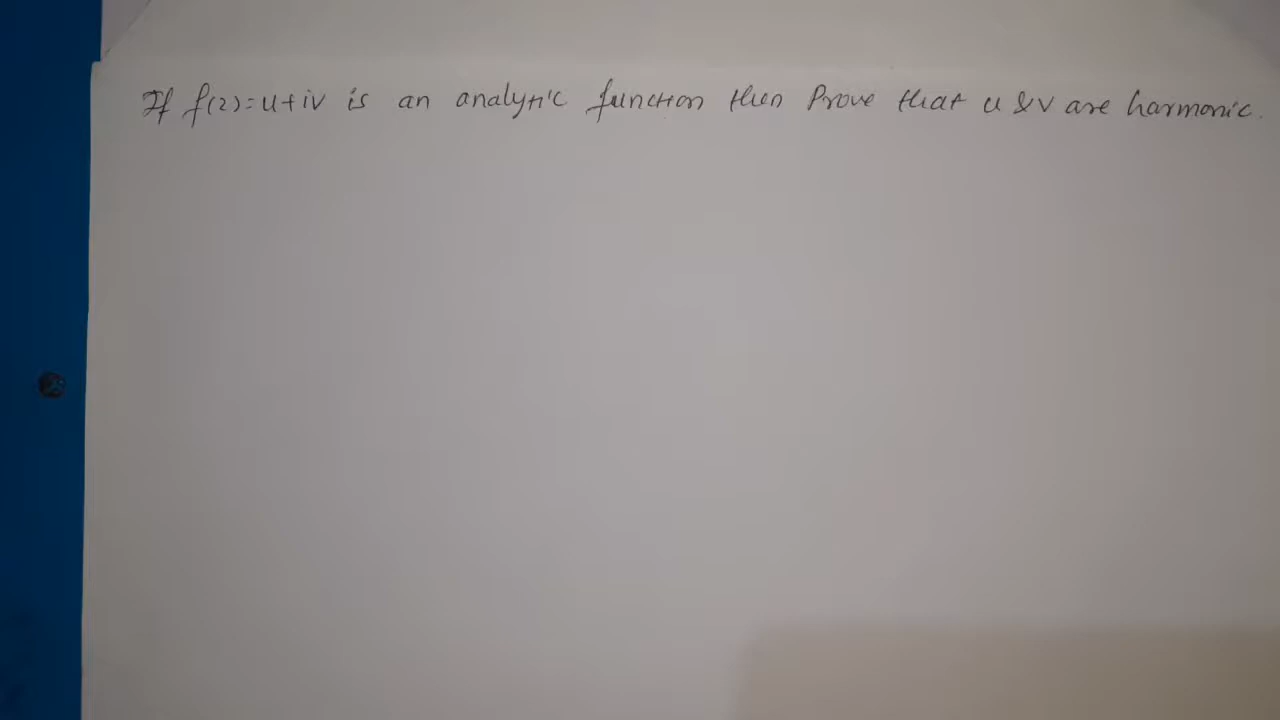 If f(z)=u+iv is an analytic function then Prove that u & v are harmonic.